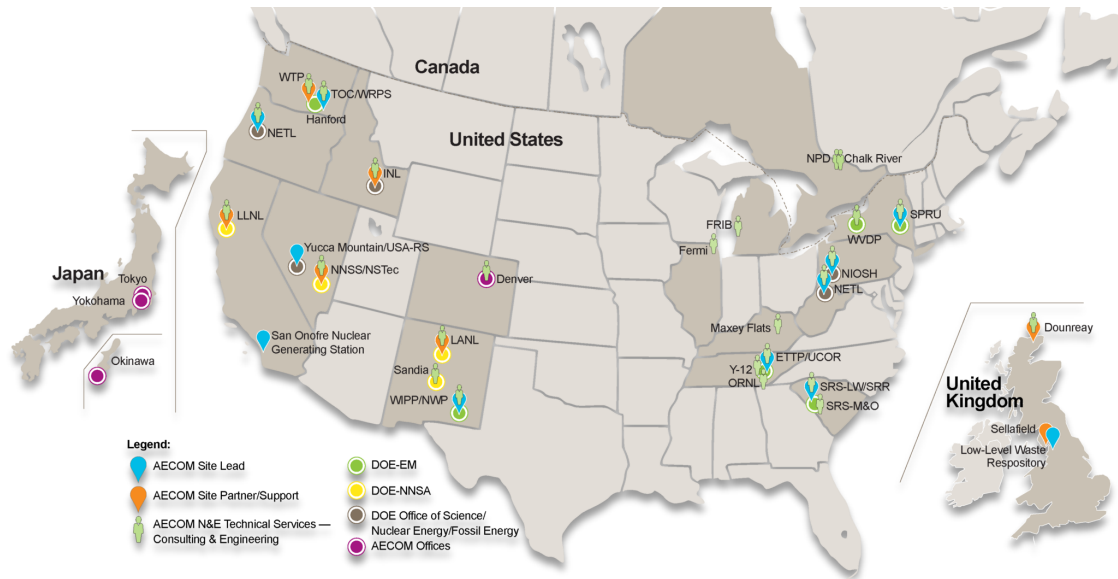 Canada
WTP
TOC/WRPS
Hanford
NETL
United States
INL
NPD
Chalk River
LLNL
FRIB
SPRU
Fermi
WVDP
Yucca Mountain/USA-RS
NNSS/NSTec
Japan
Tokyo
Yokohama
Denver
NIOSH
NETL
Okinawa
San Onofre Nuclear
Generating Station
LANL
Maxey Flats
Dounreay
Sandia
ETTP/UCOR
Y-12
ORNL
WIPP/NWP
SRS-LW/SRR
SRS-M&O
United
Kingdom
Sellafield
Low-Level Waste
Respository
Legend:
AECOM Site Lead
AECOM Site Partner/Support
AECOM N&E Technical Services —
Consulting & Engineering
DOE-EM
DOE-NNSA
DOE Office of Science/
Nuclear Energy/Fossil Energy
AECOM Offices